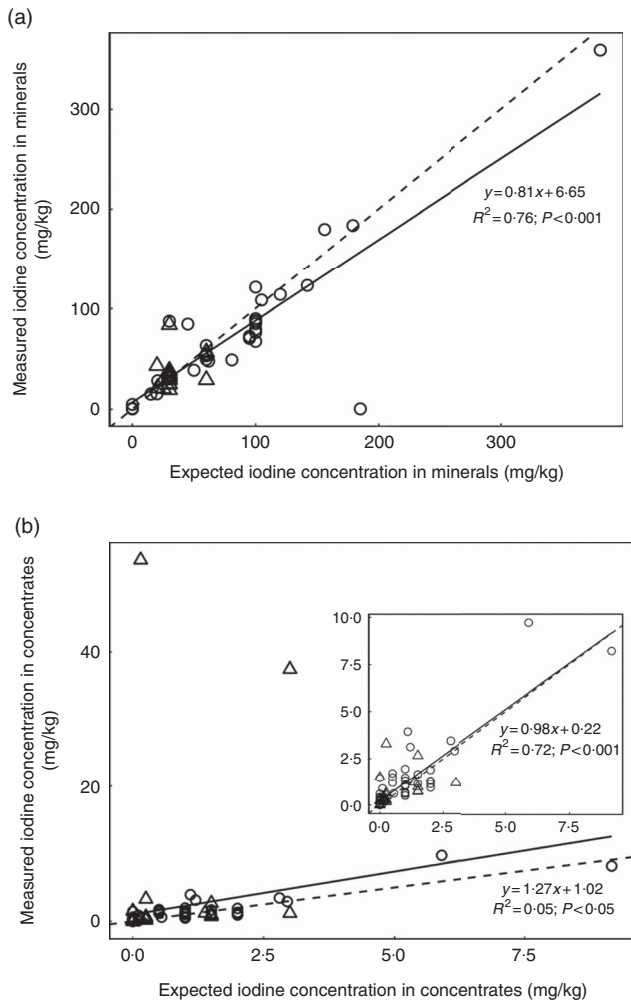 (a)
300
200
100
0
Measured iodine concentration in minerals
(mg/kg)
y=0·81x+6·65
R²=0·76; P<0·001
0
100
200
300
Expected iodine concentration in minerals (mg/kg)
(b)
40
20
0
Measured iodine concentration in concentrates
(mg/kg)
10·0
7·5
5·0
2·5
0·0
y=0·98x+0·22
R²=0·72; P<0·001
0·0
2·5
5·0
7·5
y=1·27x+1·02
R²=0·05; P<0·05
0·0
2·5
5·0
7·5
Expected iodine concentration in concentrates (mg/kg)